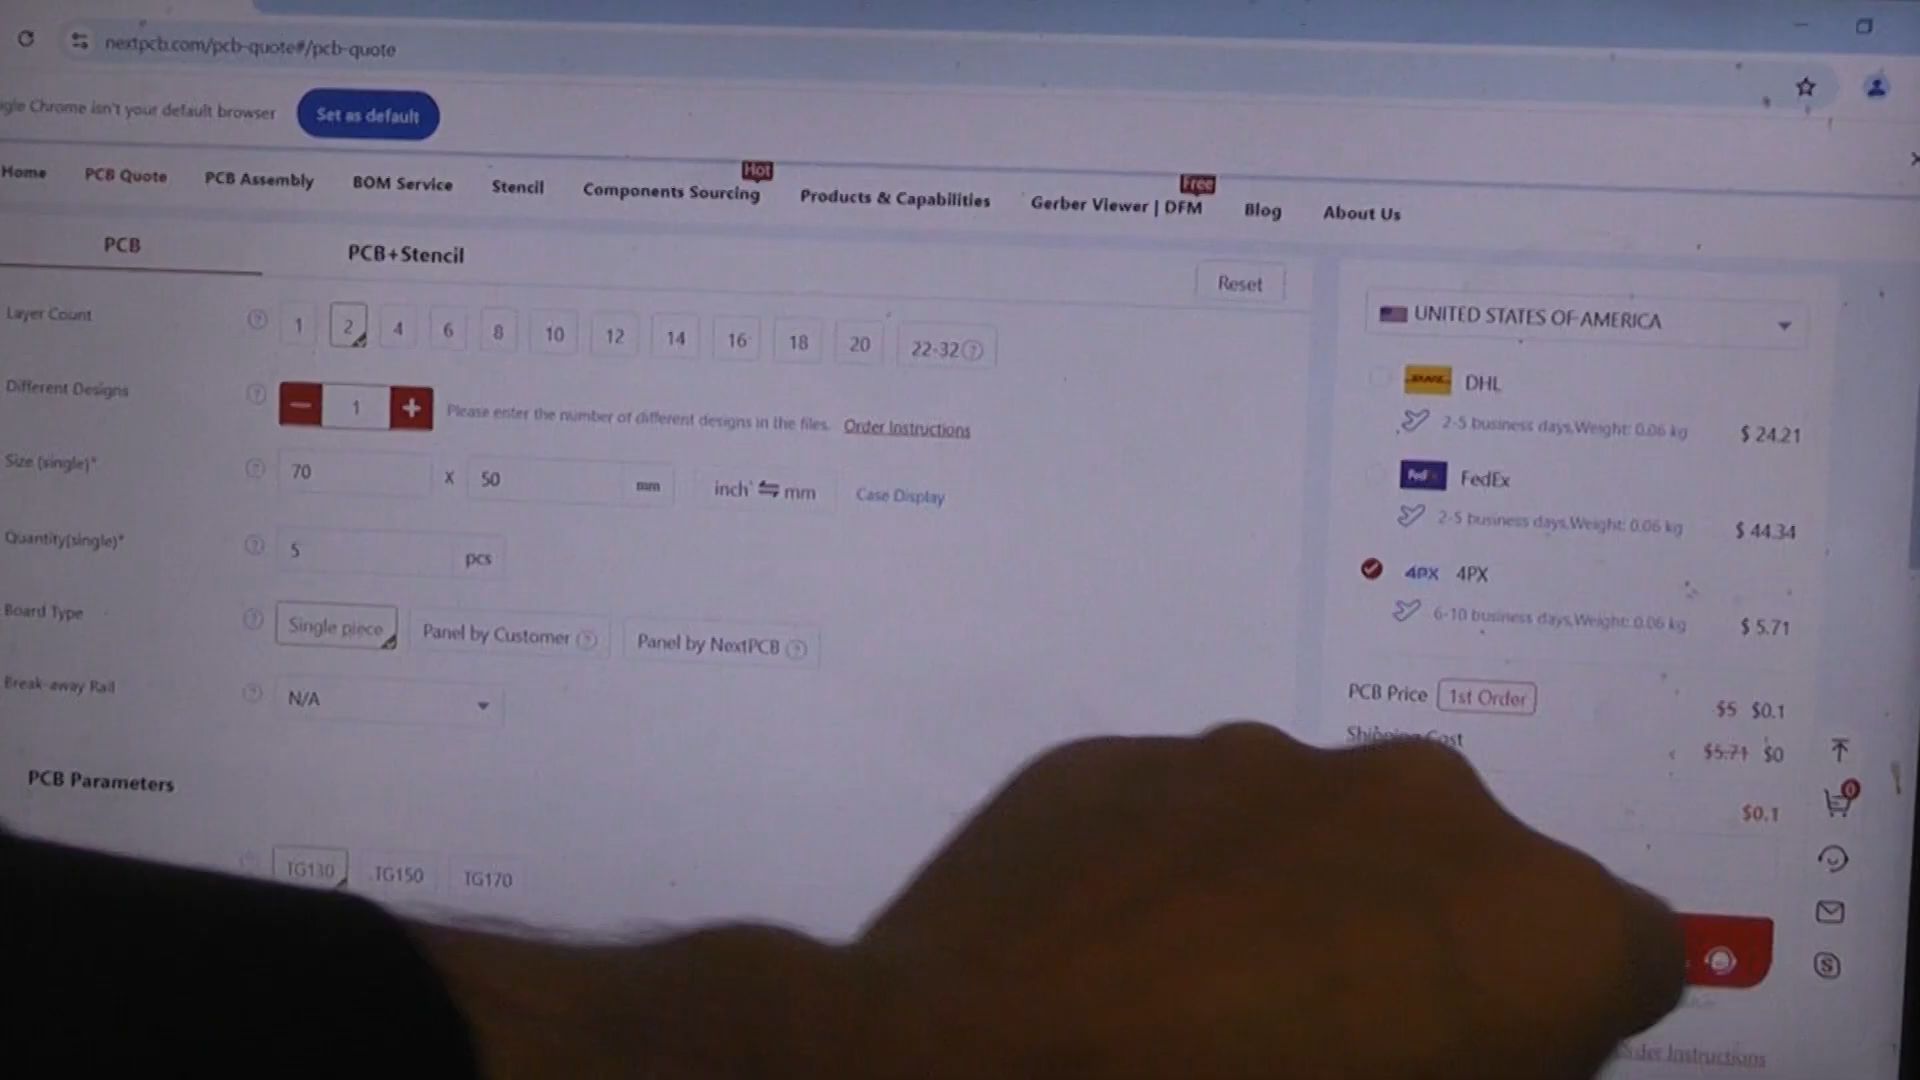 nextpcb.com/pcb-quote#/pcb-quote
Chrome isn't your default browser
Set as default
Home PCB Quote PCB Assembly BOM Service Stencil Components Sourcing Hot Products & Capabilities Gerber Viewer | DFM Free Blog About Us
PCB PCB+Stencil
Reset
Layer Count 1 2 4 6 8 10 12 14 16 18 20 22-32
Different Designs 1 + Please enter the number of different designs in the files. Order Instructions
Size (single)* 70 X 50 mm inch mm Case Display
Quantity(single)* 5 pcs
Board Type Single piece Panel by Customer Panel by NextPCB
Break-away Rail N/A
PCB Parameters
TG130 TG150 TG170
UNITED STATES OF AMERICA
DHL
2-5 business days,Weight: 0.06 kg $ 24.21
FedEx FedEx
2-5 business days,Weight: 0.06 kg $ 44.34
4PX 4PX
6-10 business days,Weight: 0.06 kg $ 5.71
PCB Price 1st Order $5 $0.1
Shipping Cost $5.71 $0
$0.1
0
S
Instructions